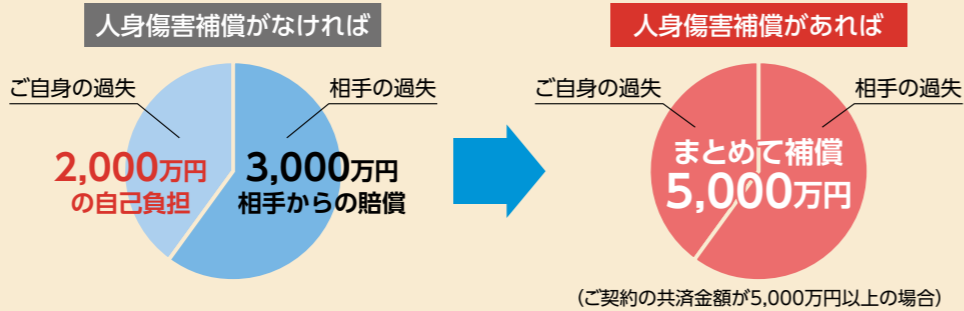 人身傷害補償がなければ
ご自身の過失
相手の過失
2,000万円
の自己負担
3,000万円
相手からの賠償
人身傷害補償があれば
ご自身の過失
相手の過失
まとめて補償
5,000万円
(ご契約の共済金額が5,000万円以上の場合)